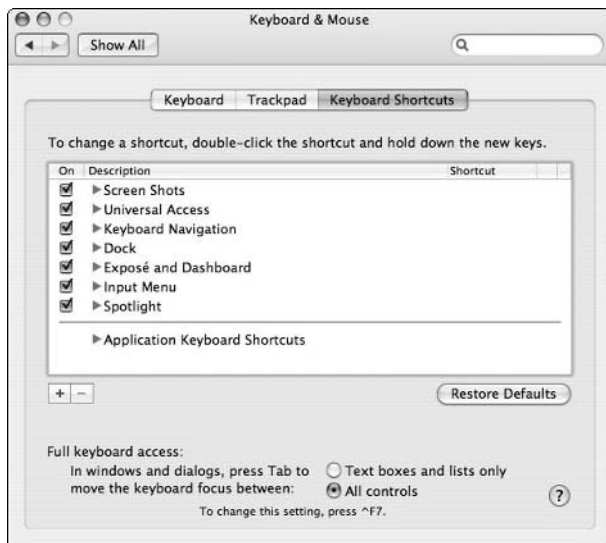 Keyboard & Mouse
Show All
Keyboard Trackpad Keyboard Shortcuts
To change a shortcut, double-click the shortcut and hold down the new keys.
On Description Shortcut
Screen Shots
Universal Access
Keyboard Navigation
Dock
Exposé and Dashboard
Input Menu
Spotlight
Application Keyboard Shortcuts
+ − Restore Defaults
Full keyboard access:
In windows and dialogs, press Tab to
move the keyboard focus between:
Text boxes and lists only
All controls
?
To change this setting, press ^F7.